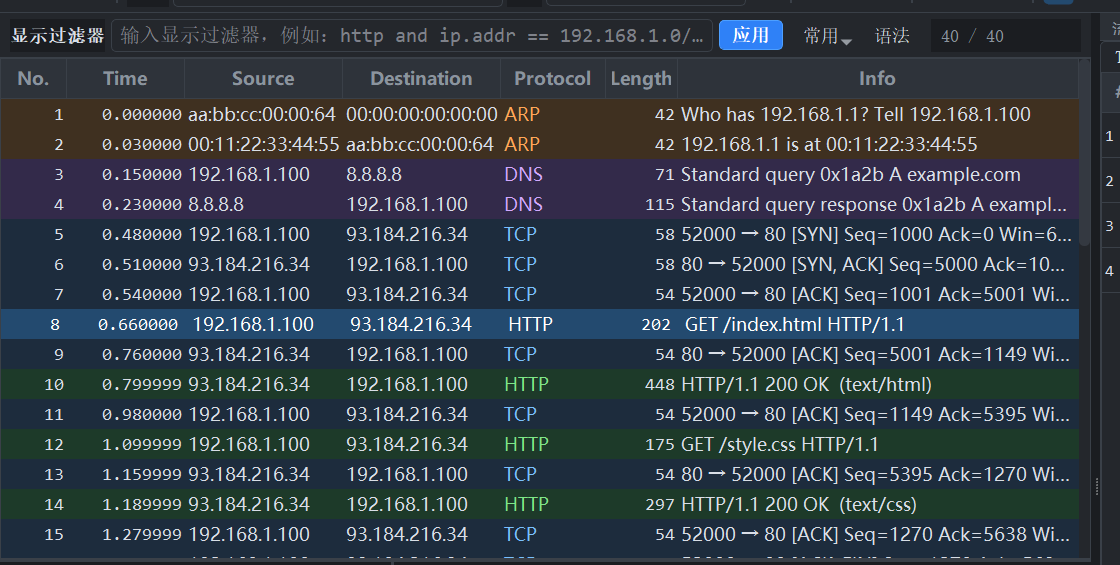 显示过滤器 输入显示过滤器，例如：http and ip.addr == 192.168.1.0/… 应用 常用 语法 40 / 40
No. Time Source Destination Protocol Length Info
1 0.000000 aa:bb:cc:00:00:64 00:00:00:00:00:00 ARP 42 Who has 192.168.1.1? Tell 192.168.1.100
2 0.030000 00:11:22:33:44:55 aa:bb:cc:00:00:64 ARP 42 192.168.1.1 is at 00:11:22:33:44:55
3 0.150000 192.168.1.100 8.8.8.8 DNS 71 Standard query 0x1a2b A example.com
4 0.230000 8.8.8.8 192.168.1.100 DNS 115 Standard query response 0x1a2b A exampl...
5 0.480000 192.168.1.100 93.184.216.34 TCP 58 52000 → 80 [SYN] Seq=1000 Ack=0 Win=6...
6 0.510000 93.184.216.34 192.168.1.100 TCP 58 80 → 52000 [SYN, ACK] Seq=5000 Ack=10...
7 0.540000 192.168.1.100 93.184.216.34 TCP 54 52000 → 80 [ACK] Seq=1001 Ack=5001 Wi...
8 0.660000 192.168.1.100 93.184.216.34 HTTP 202 GET /index.html HTTP/1.1
9 0.760000 93.184.216.34 192.168.1.100 TCP 54 80 → 52000 [ACK] Seq=5001 Ack=1149 Wi...
10 0.799999 93.184.216.34 192.168.1.100 HTTP 448 HTTP/1.1 200 OK (text/html)
11 0.980000 192.168.1.100 93.184.216.34 TCP 54 52000 → 80 [ACK] Seq=1149 Ack=5395 Wi...
12 1.099999 192.168.1.100 93.184.216.34 HTTP 175 GET /style.css HTTP/1.1
13 1.159999 93.184.216.34 192.168.1.100 TCP 54 80 → 52000 [ACK] Seq=5395 Ack=1270 Wi...
14 1.189999 93.184.216.34 192.168.1.100 HTTP 297 HTTP/1.1 200 OK (text/css)
15 1.279999 192.168.1.100 93.184.216.34 TCP 54 52000 → 80 [ACK] Seq=1270 Ack=5638 Wi...
1
2
3
4